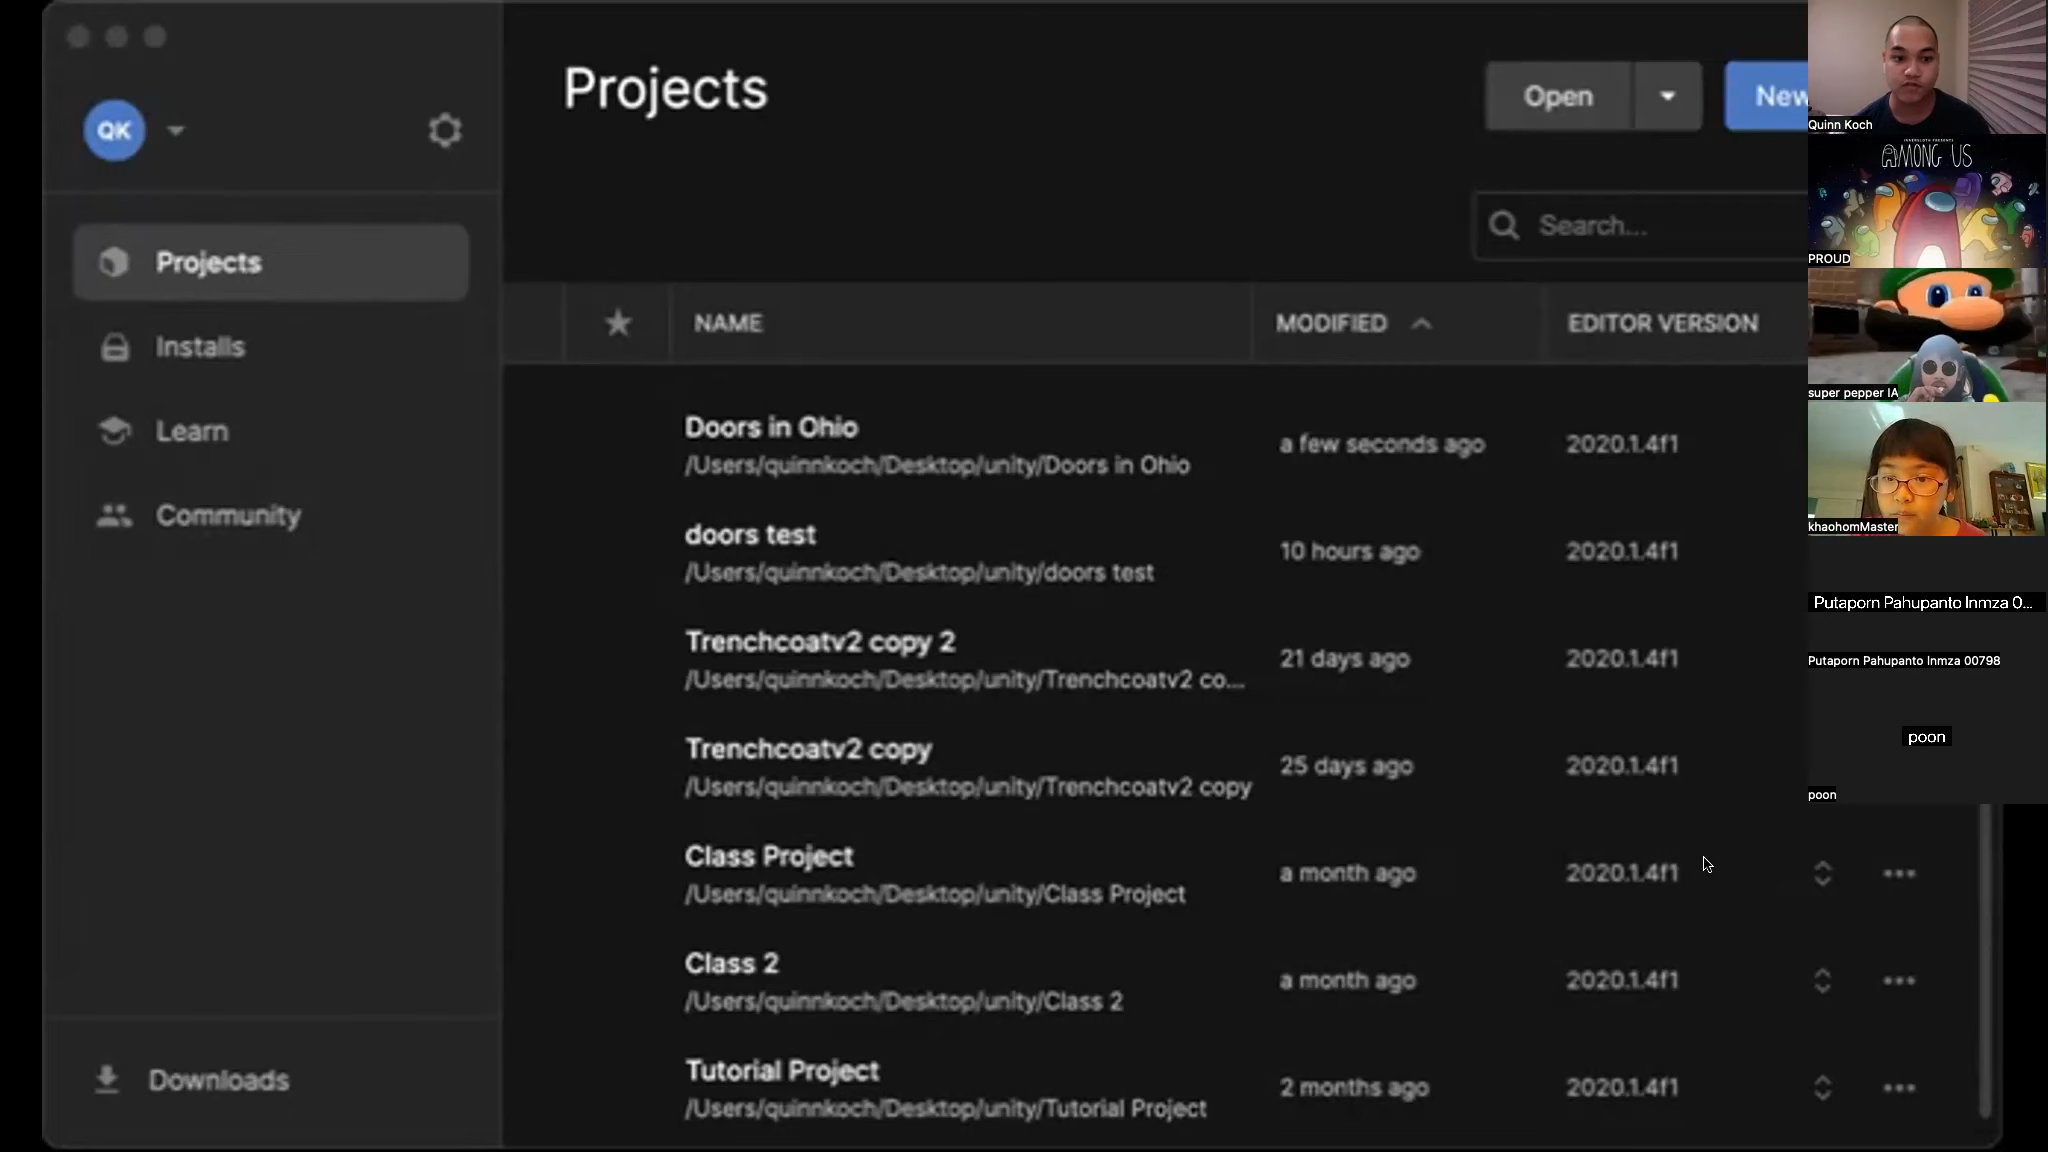 QK
Projects
Installs
Learn
Community
Downloads
Projects
Open
New
Search...
NAME
MODIFIED
EDITOR VERSION
Doors in Ohio
/Users/quinnkoch/Desktop/unity/Doors in Ohio
a few seconds ago
2020.1.4f1
doors test
/Users/quinnkoch/Desktop/unity/doors test
10 hours ago
2020.1.4f1
Trenchcoatv2 copy 2
/Users/quinnkoch/Desktop/unity/Trenchcoatv2 co...
21 days ago
2020.1.4f1
Trenchcoatv2 copy
/Users/quinnkoch/Desktop/unity/Trenchcoatv2 copy
25 days ago
2020.1.4f1
Class Project
/Users/quinnkoch/Desktop/unity/Class Project
a month ago
2020.1.4f1
Class 2
/Users/quinnkoch/Desktop/unity/Class 2
a month ago
2020.1.4f1
Tutorial Project
/Users/quinnkoch/Desktop/unity/Tutorial Project
2 months ago
2020.1.4f1
Quinn Koch
AMONG US
PROUD
super pepper IA
khaohomMaster
Putaporn Pahupanto Inmza 0...
Putaporn Pahupanto Inmza 00798
poon
poon